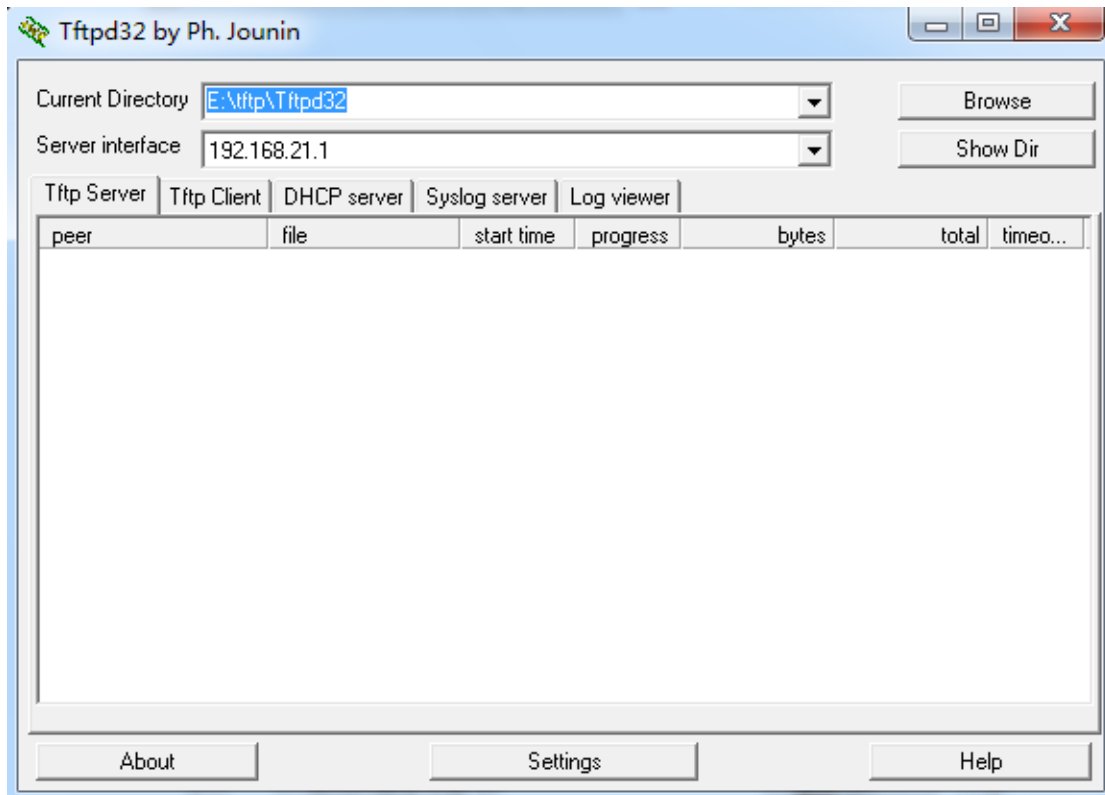 Tftpd32 by Ph. Jounin
Current Directory E:\tftp\Tftpd32 Browse
Server interface 192.168.21.1 Show Dir
Tftp Server Tftp Client DHCP server Syslog server Log viewer
peer file start time progress bytes total timeo...
About Settings Help